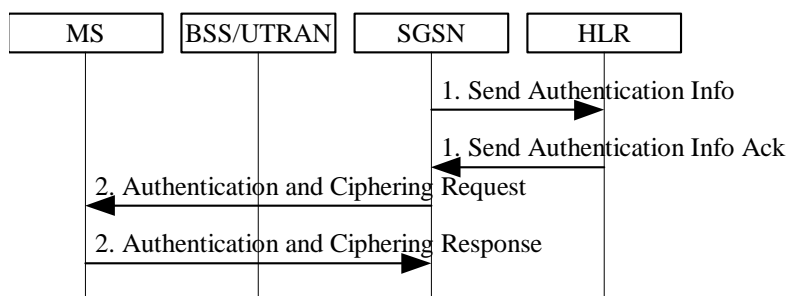 MS BSS/UTRAN SGSN HLR
1. Send Authentication Info
1. Send Authentication Info Ack
2. Authentication and Ciphering Request
2. Authentication and Ciphering Response